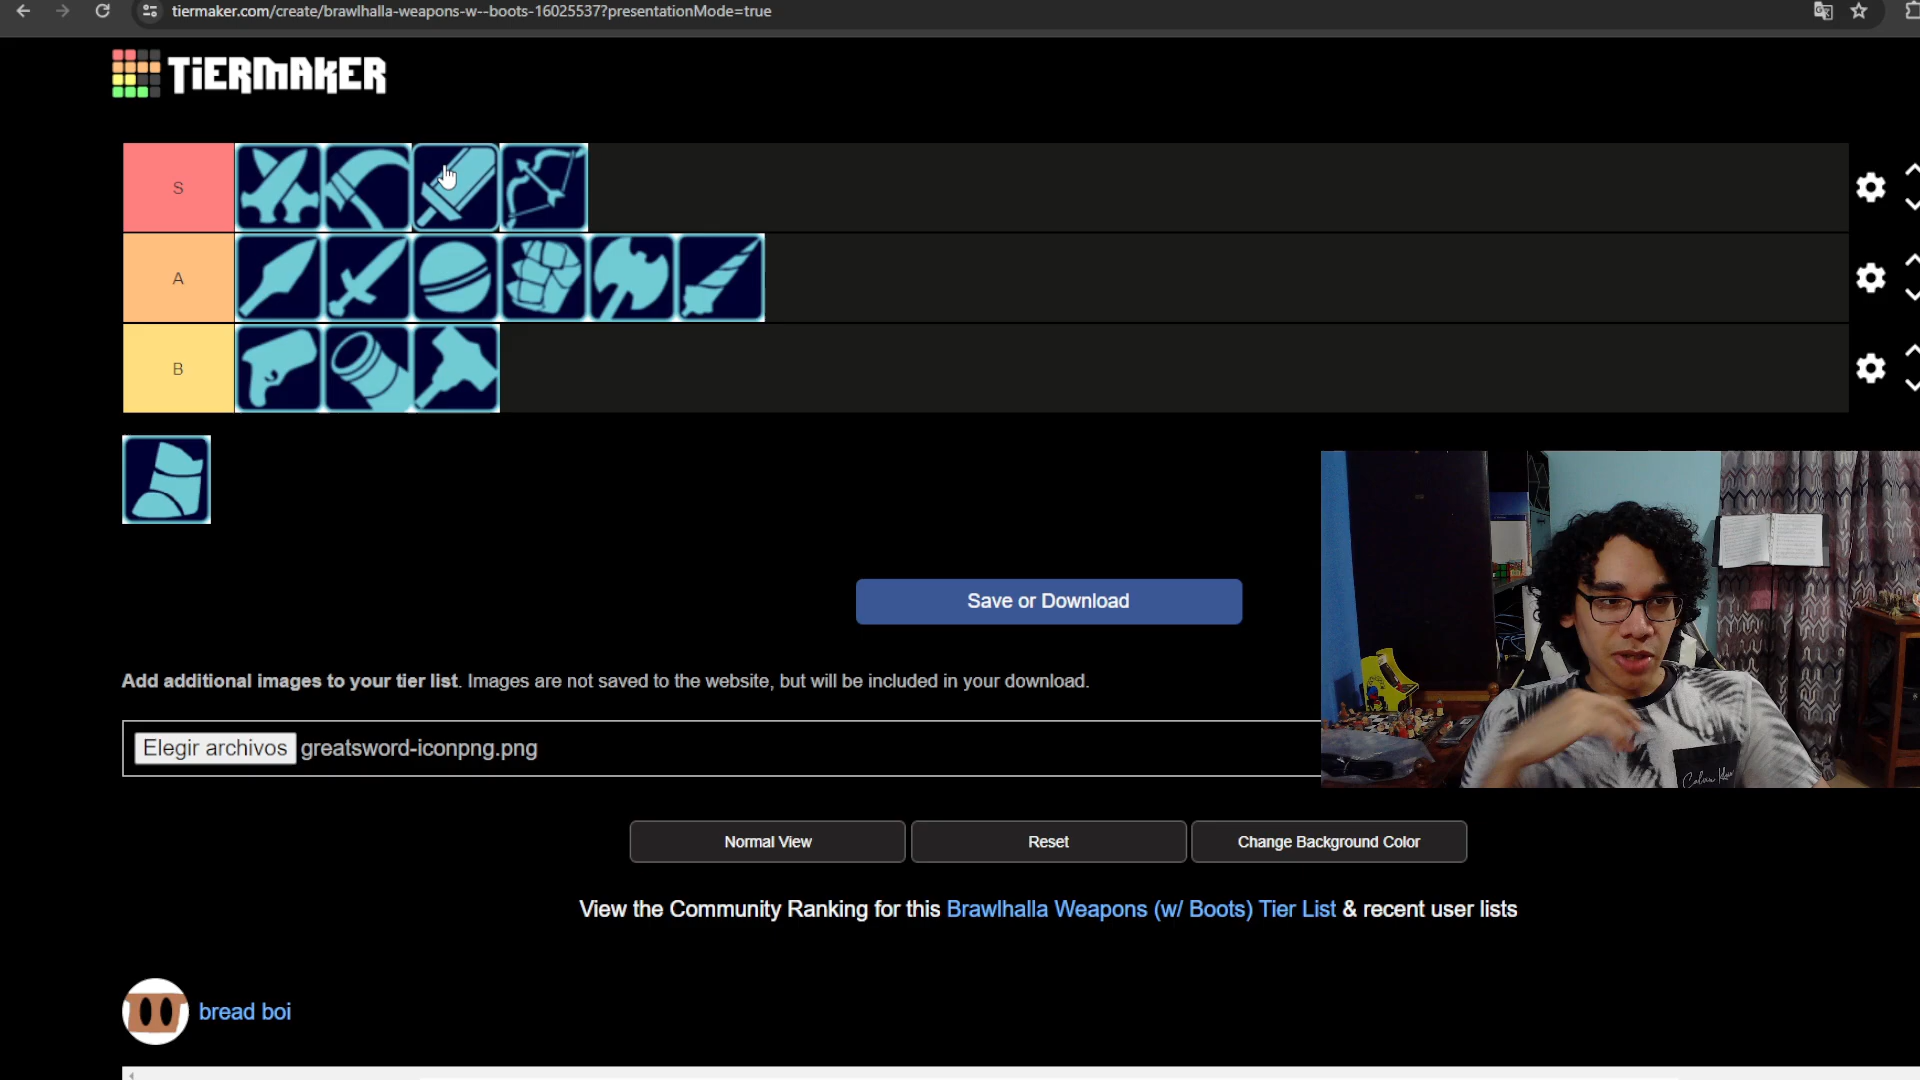 tiermaker.com/create/brawlhalla-weapons-w--boots-16025537?presentationMode=true
TiERMAKER
S
A
B
Save or Download
Add additional images to your tier list. Images are not saved to the website, but will be included in your download.
Elegir archivos greatsword-iconpng.png
Calvin Klein
Normal View
Reset
Change Background Color
View the Community Ranking for this Brawlhalla Weapons (w/ Boots) Tier List & recent user lists
bread boi